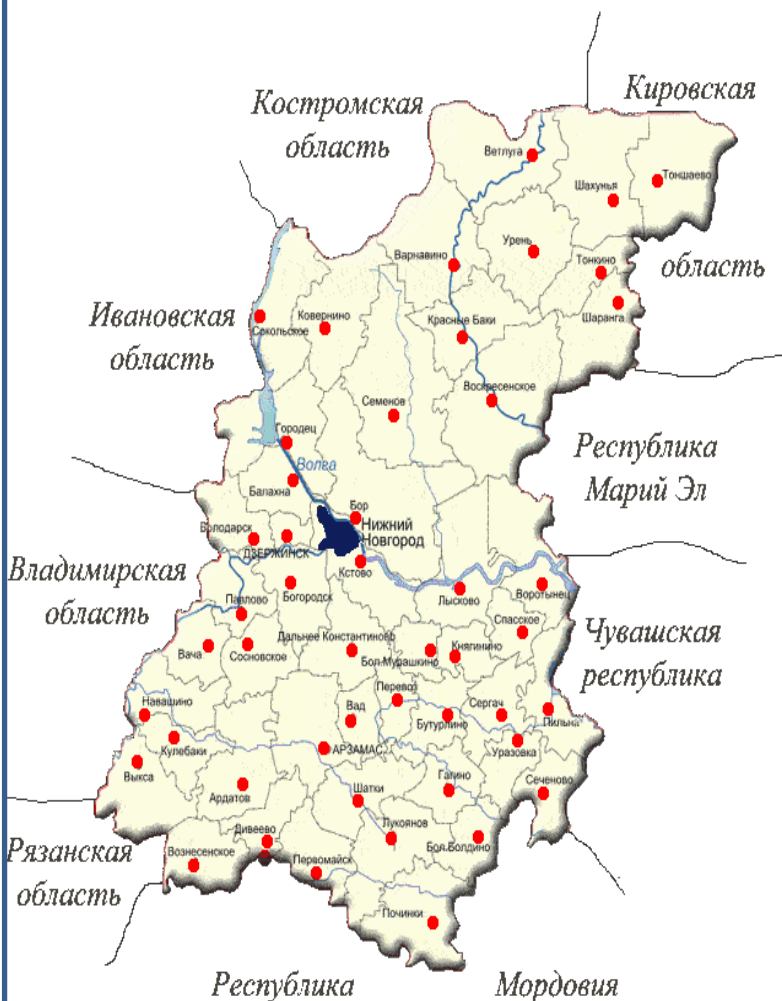 Кировская
Костромская
область
Ветлуга
Тоншаево
Шахунья
Урень
Варнавино
Тонкино
область
Шаранга
Ивановская
область
Сокольское
Ковернино
Красные Баки
Воскресенское
Семенов
Городец
Республика
Марий Эл
Волга
Балахна
Бор
Нижний
Новгород
Володарск
ДЗЕРЖИНСК
Кстово
Владимирская
область
Богородск
Лысково
Воротынец
Павлово
Спасское
Чувашская
республика
Дальнее Константиново
Вача
Сосновское
Бол.Мурашкино
Княгинино
Перевоз
Навашино
Вад
Бутурлино
Сергач
Пильна
Кулебаки
АРЗАМАС
Уразовка
Выкса
Ардатов
Шатки
Гагино
Сеченово
Дивеево
Лукоянов
Бол.Болдино
Рязанская
область
Вознесенское
Первомайск
Починки
Республика
Мордовия